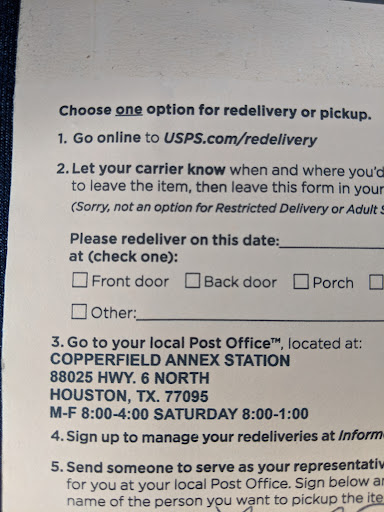 Choose one option for redelivery or pickup.
1. Go online to USPS.com/redelivery
2. Let your carrier know when and where you'd
to leave the item, then leave this form in your
(Sorry, not an option for Restricted Delivery or Adult S
Please redeliver on this date:
at (check one):
Front door Back door Porch
Other:
3. Go to your local Post Office™, located at:
COPPERFIELD ANNEX STATION
88025 HWY. 6 NORTH
HOUSTON, TX. 77095
M-F 8:00-4:00 SATURDAY 8:00-1:00
4. Sign up to manage your redeliveries at Inform
5. Send someone to serve as your representativ
for you at your local Post Office. Sign below a
name of the person you want to pickup the ite